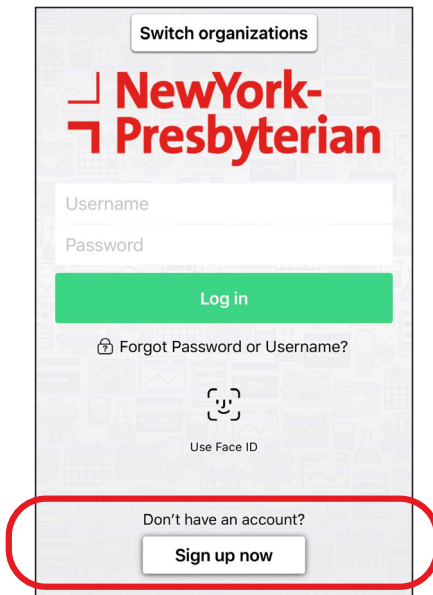 Switch organizations
NewYork-
Presbyterian
Username
Password
Log in
Forgot Password or Username?
Use Face ID
Don't have an account?
Sign up now